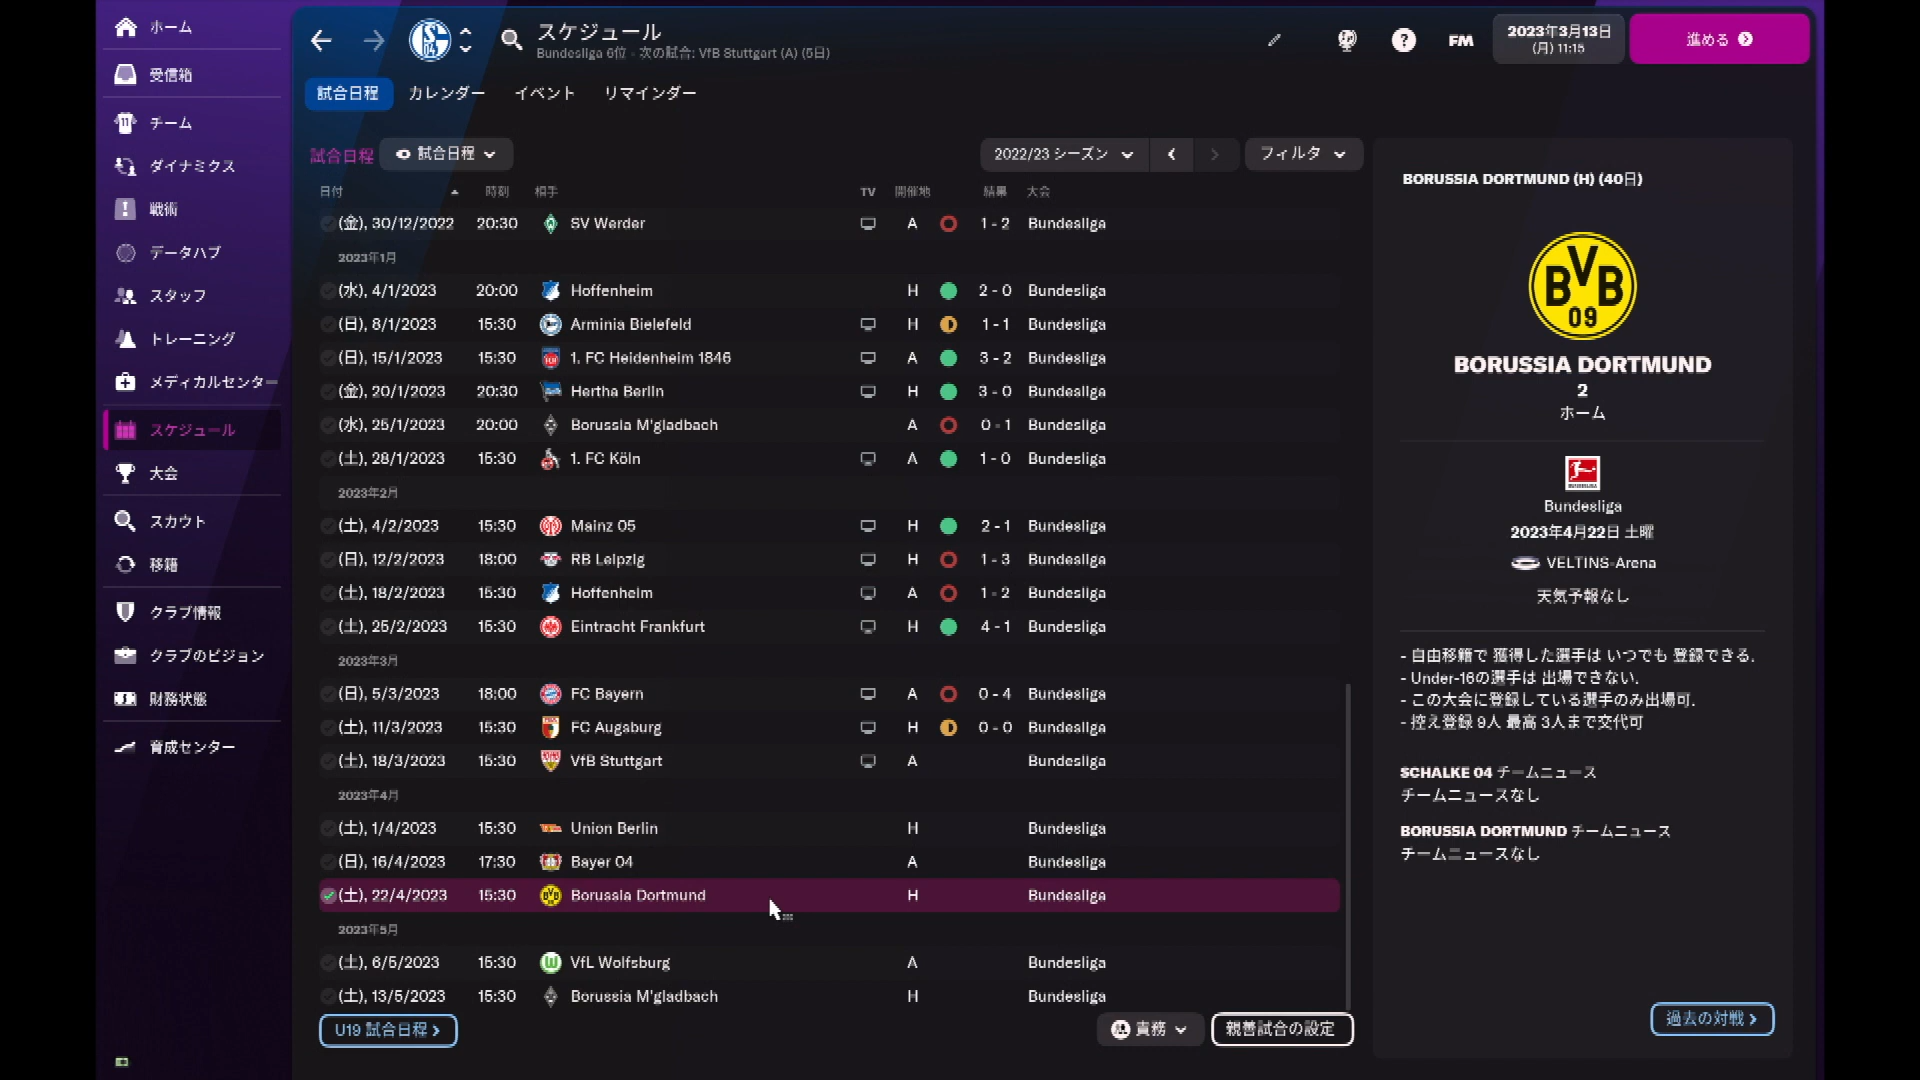 ホーム
受信箱
チーム
ダイナミクス
戦術
データハブ
スタッフ
トレーニング
メディカルセンター
スケジュール
大会
スカウト
移籍
クラブ情報
クラブのビジョン
財務状態
育成センター
スケジュール
Bundesliga 6位 - 次の試合: VfB Stuttgart (A) (5日)
FM
2023年3月13日
(月) 11:15
進める
試合日程 カレンダー イベント リマインダー
試合日程 試合日程 2022/23 シーズン フィルタ
日付 時刻 相手 TV 開催地 結果 大会
(金), 30/12/2022 20:30 SV Werder A 1 - 2 Bundesliga
2023年1月
(水), 4/1/2023 20:00 Hoffenheim H 2 - 0 Bundesliga
(日), 8/1/2023 15:30 Arminia Bielefeld H 1 - 1 Bundesliga
(日), 15/1/2023 15:30 1. FC Heidenheim 1846 A 3 - 2 Bundesliga
(金), 20/1/2023 20:30 Hertha Berlin H 3 - 0 Bundesliga
(水), 25/1/2023 20:00 Borussia M'gladbach A 0 - 1 Bundesliga
(土), 28/1/2023 15:30 1. FC Köln A 1 - 0 Bundesliga
2023年2月
(土), 4/2/2023 15:30 Mainz 05 H 2 - 1 Bundesliga
(日), 12/2/2023 18:00 RB Leipzig H 1 - 3 Bundesliga
(土), 18/2/2023 15:30 Hoffenheim A 1 - 2 Bundesliga
(土), 25/2/2023 15:30 Eintracht Frankfurt H 4 - 1 Bundesliga
2023年3月
(日), 5/3/2023 18:00 FC Bayern A 0 - 4 Bundesliga
(土), 11/3/2023 15:30 FC Augsburg H 0 - 0 Bundesliga
(土), 18/3/2023 15:30 VfB Stuttgart A Bundesliga
2023年4月
(土), 1/4/2023 15:30 Union Berlin H Bundesliga
(日), 16/4/2023 17:30 Bayer 04 A Bundesliga
(土), 22/4/2023 15:30 Borussia Dortmund H Bundesliga
2023年5月
(土), 6/5/2023 15:30 VfL Wolfsburg A Bundesliga
(土), 13/5/2023 15:30 Borussia M'gladbach H Bundesliga
U19 試合日程 責務 親善試合の設定
BORUSSIA DORTMUND (H) (40日)
BVB
09
BORUSSIA DORTMUND
2
ホーム
Bundesliga
2023年4月22日 土曜
VELTINS-Arena
天気予報なし
- 自由移籍で 獲得した選手は いつでも 登録できる.
- Under-16の選手は 出場できない.
- この大会に登録している選手のみ出場可.
- 控え登録 9人 最高 3人まで交代可
SCHALKE 04 チームニュース
チームニュースなし
BORUSSIA DORTMUND チームニュース
チームニュースなし
過去の対戦